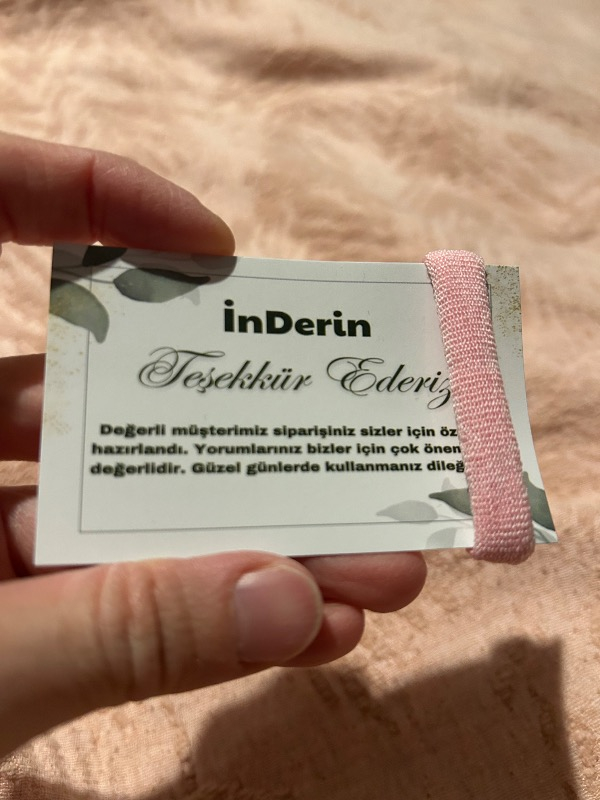 İnDerin
Teşekkür Ederiz
Değerli müşterimiz siparişiniz sizler için
hazırlandı. Yorumlarınız bizler için çok
değerlidir. Güzel günlerde kullanmanız